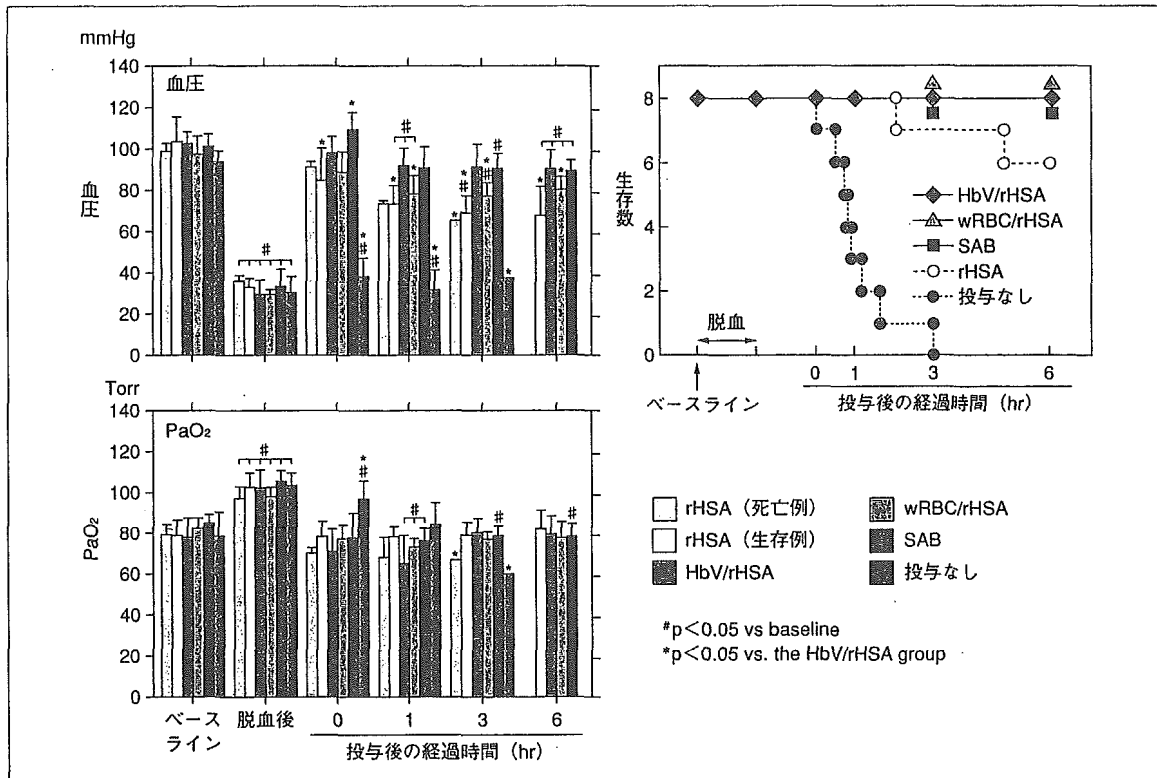 mmHg
140
血圧
120
100
80
60
40
20
0
血圧
# * # * # * # * # * # * # * #
Torr
140
PaO₂
120
100
80
60
40
20
0
PaO₂
# * # # * # * #
ベース
ライン
脱血後
0
1
3
6
投与後の経過時間（hr）
8
6
4
2
0
生存数
HbV/rHSA
wRBC/rHSA
SAB
rHSA
投与なし
脱血
0
1
3
6
ベースライン
投与後の経過時間（hr）
rHSA（死亡例）
rHSA（生存例）
HbV/rHSA
wRBC/rHSA
SAB
投与なし
#p＜0.05 vs baseline
*p＜0.05 vs. the HbV/rHSA group